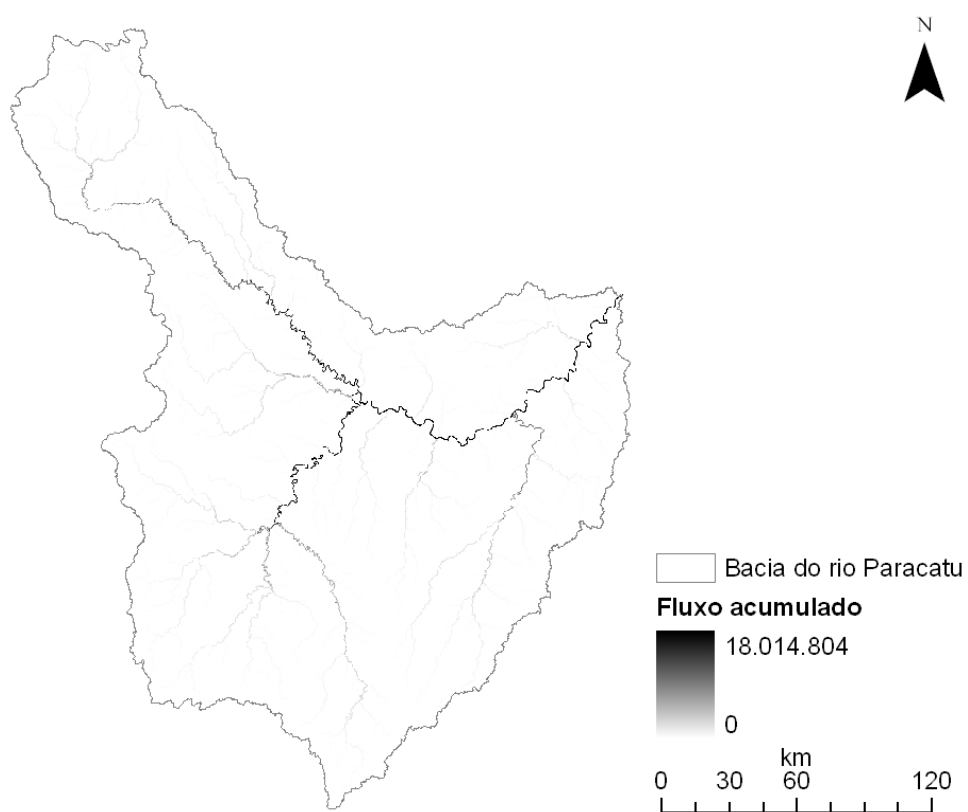 N
Bacia do rio Paracatu
Fluxo acumulado
18.014.804
0
km
0 30 60 120